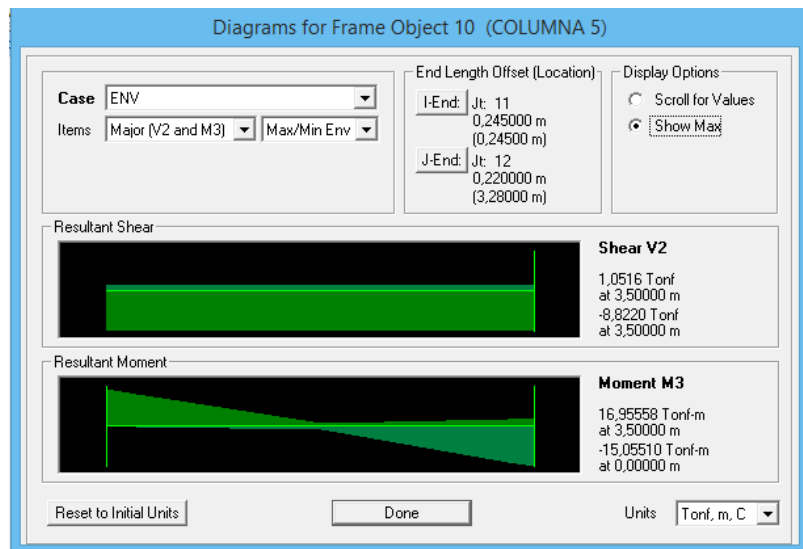 Diagrams for Frame Object 10 (COLUMNA 5)
Case ENV
Items Major (V2 and M3) Max/Min Env
End Length Offset (Location)
I-End: Jt: 11
0,245000 m
(0,24500 m)
J-End: Jt: 12
0,220000 m
(3,28000 m)
Display Options
Scroll for Values
Show Max
Resultant Shear
Shear V2
1,0516 Tonf
at 3,50000 m
-8,8220 Tonf
at 3,50000 m
Resultant Moment
Moment M3
16,95558 Tonf-m
at 3,50000 m
-15,05510 Tonf-m
at 0,00000 m
Reset to Initial Units
Done
Units Tonf, m, C